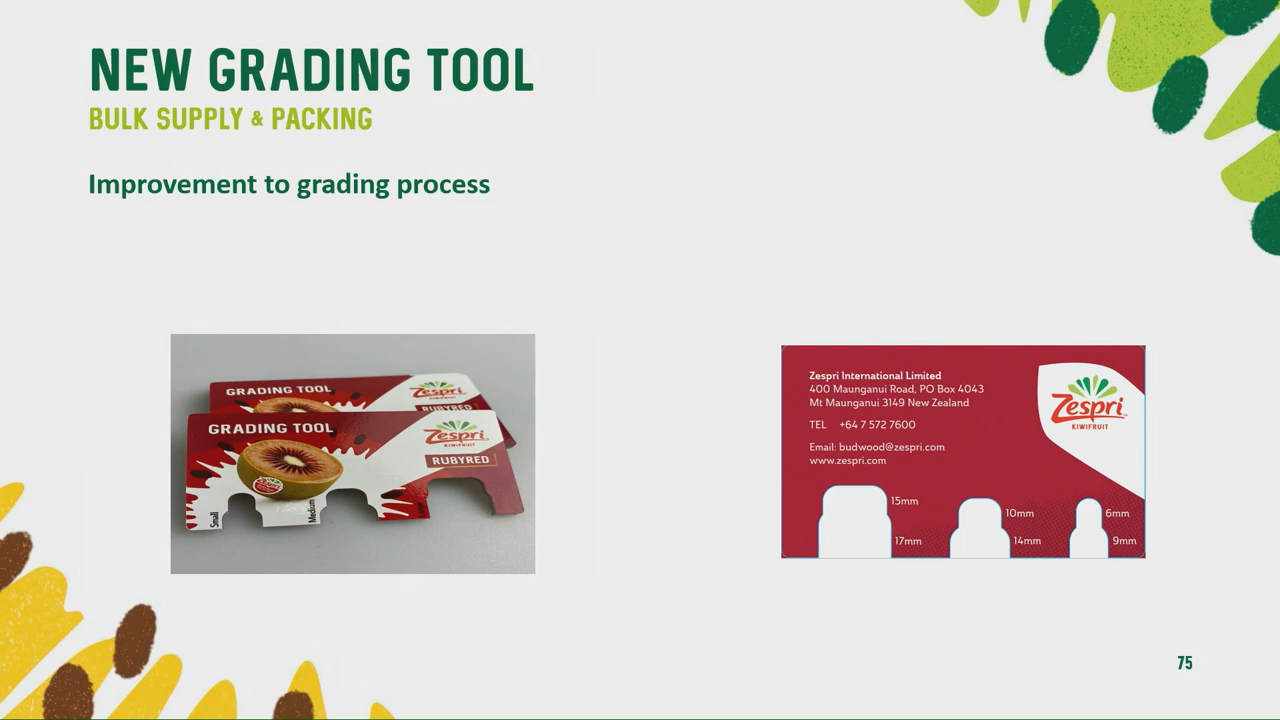 NEW GRADING TOOL
BULK SUPPLY & PACKING
Improvement to grading process
GRADING TOOL
Zespri
KIWIFRUIT
RUBYRED
GRADING TOOL
Zespri
KIWIFRUIT
RUBYRED
Small
Medium
Zespri International Limited
400 Maunganui Road, PO Box 4043
Mt Maunganui 3149 New Zealand
TEL +64 7 572 7600
Email: budwood@zespri.com
www.zespri.com
Zespri
KIWIFRUIT
15mm
10mm
6mm
17mm
14mm
9mm
75